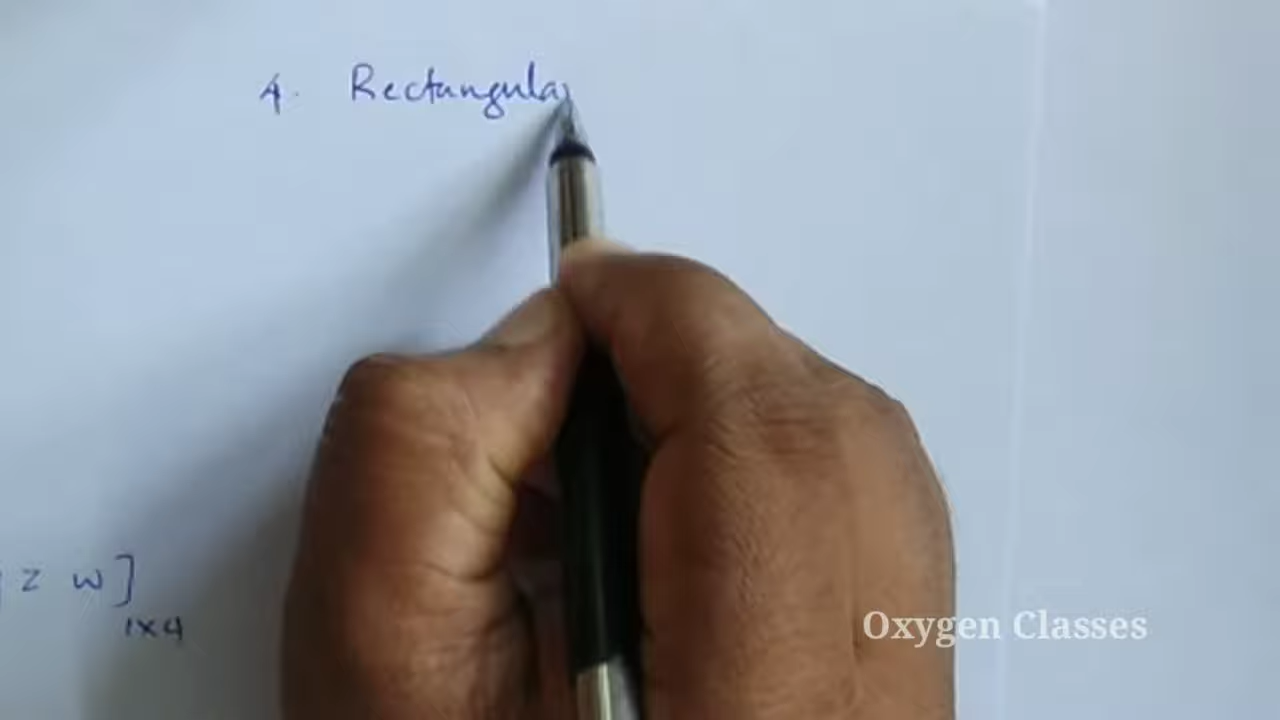 4. Rectangular
z w]
1x4
Oxygen Classes